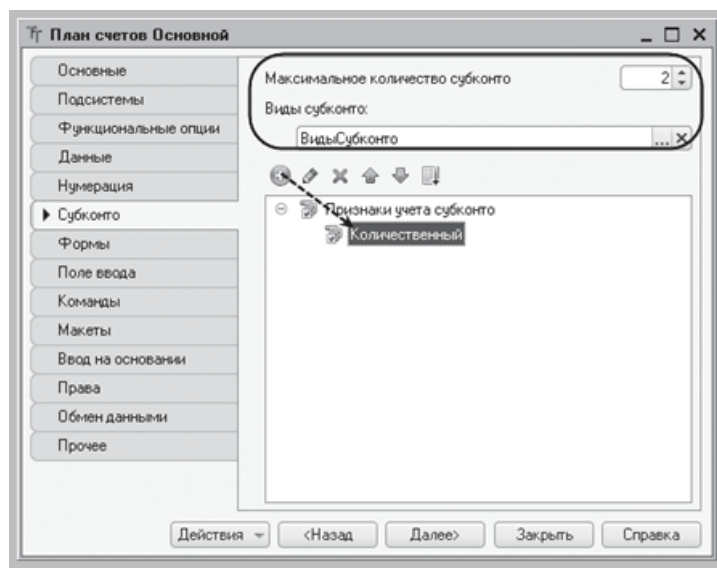 План счетов Основной
Основные
Подсистемы
Функциональные опции
Данные
Нумерация
Субконто
Формы
Поле ввода
Команды
Макеты
Ввод на основании
Права
Обмен данными
Прочее
Максимальное количество субконто 2
Виды субконто:
ВидыСубконто ...
Признаки учета субконто
Количественный
Действия <Назад Далее> Закрыть Справка